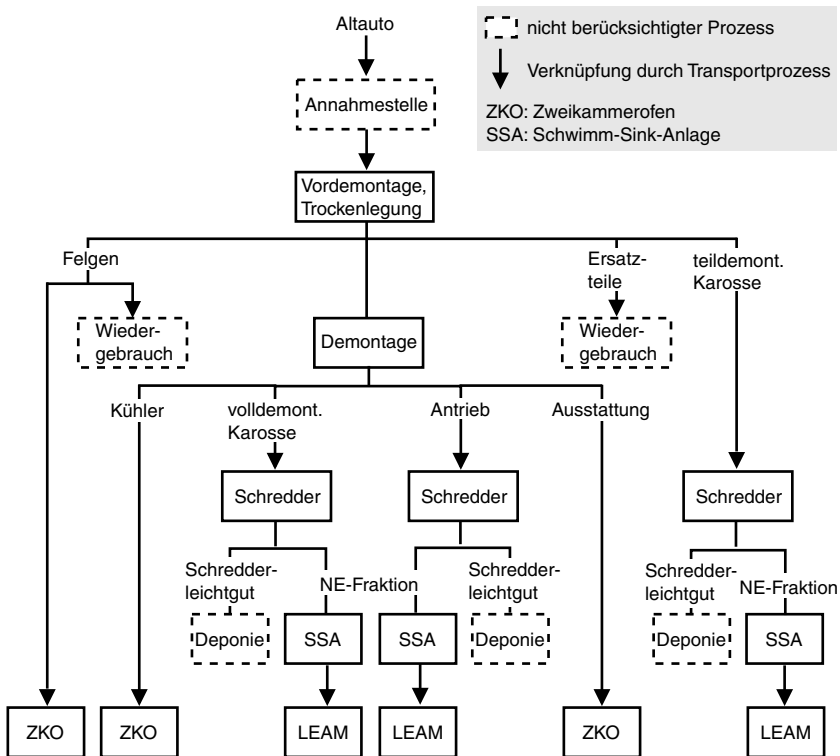 Altauto
nicht berücksichtigter Prozess
Verknüpfung durch Transportprozess
ZKO: Zweikammerofen
SSA: Schwimm-Sink-Anlage
Annahmestelle
Vordemontage,
Trockenlegung
Felgen
Ersatz-
teile
teildemont.
Karosse
Wieder-
gebrauch
Demontage
Wieder-
gebrauch
Kühler
volldemont.
Karosse
Antrieb
Ausstattung
Schredder
Schredder
Schredder
Schredder-
leichtgut
NE-Fraktion
Schredder-
leichtgut
Schredder-
leichtgut
NE-Fraktion
Deponie
SSA
SSA
Deponie
Deponie
SSA
ZKO
ZKO
LEAM
LEAM
ZKO
LEAM